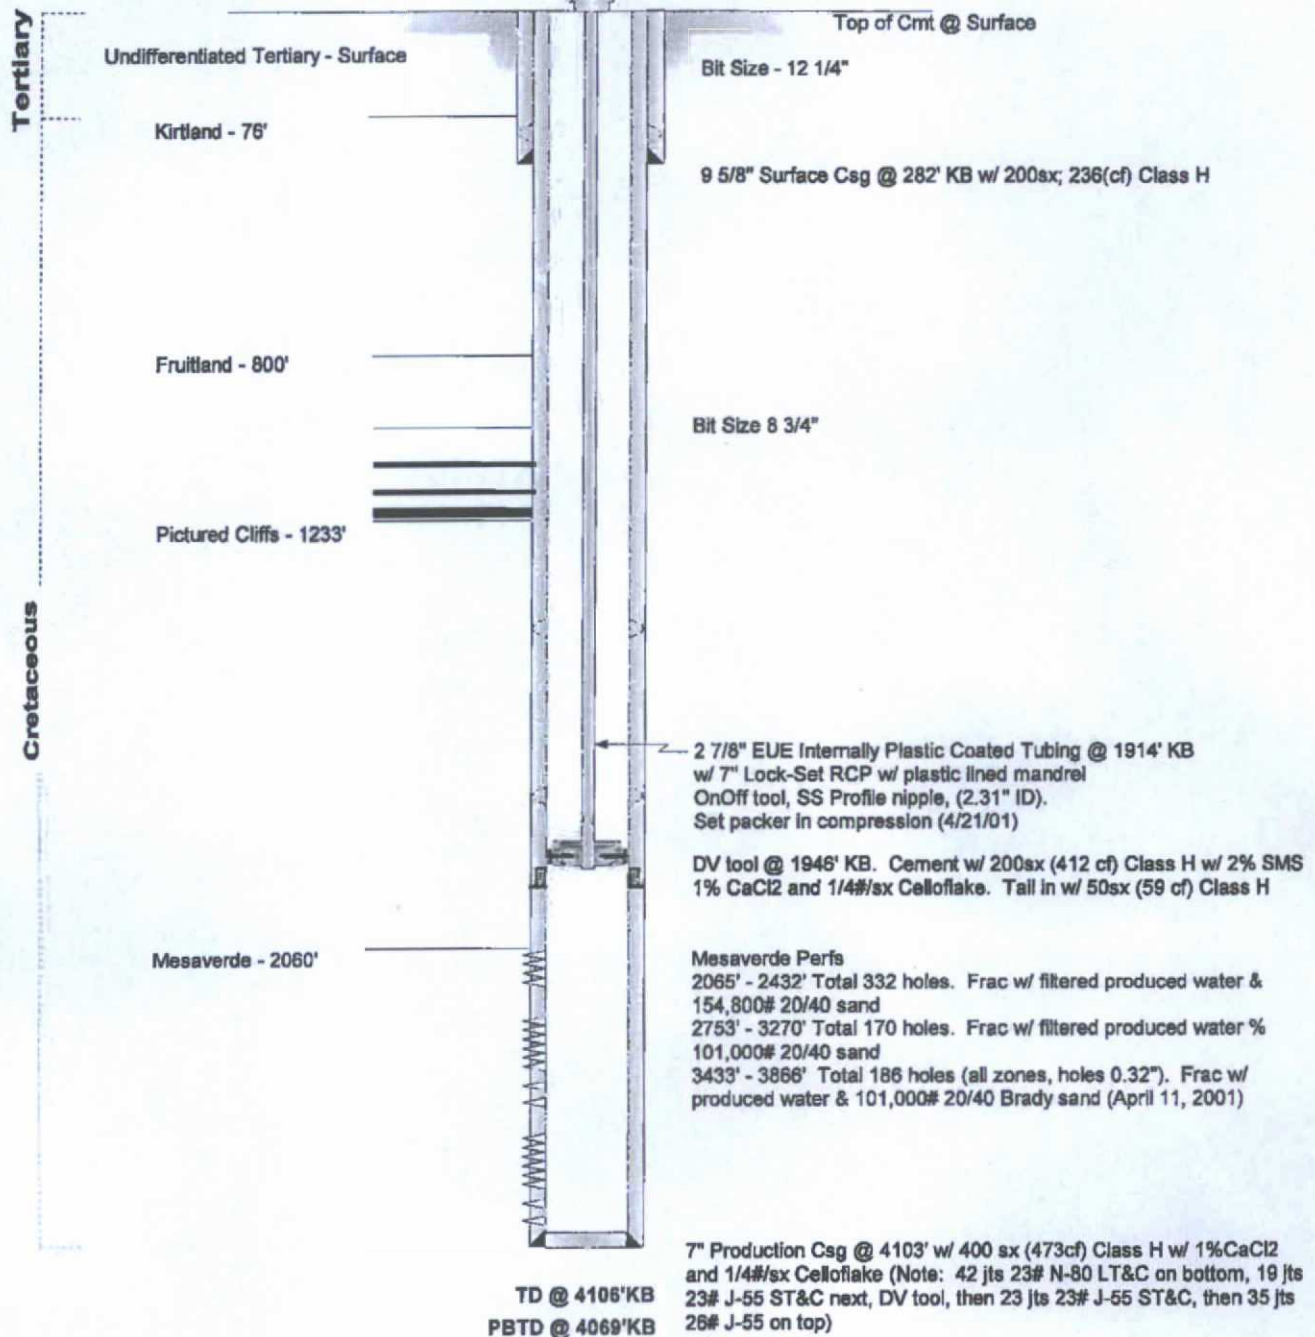 Tertiary
Top of Cmt @ Surface
Undifferentiated Tertiary - Surface
Bit Size - 12 1/4"
Kirtland - 76'
9 5/8" Surface Csg @ 282' KB w/ 200sx; 236(cf) Class H
Fruitland - 800'
Bit Size 8 3/4"
Pictured Cliffs - 1233'
Cretaceous
2 7/8" EUE Internally Plastic Coated Tubing @ 1914' KB
w/ 7" Lock-Set RCP w/ plastic lined mandrel
OnOff tool, SS Profile nipple, (2.31" ID).
Set packer in compression (4/21/01)
DV tool @ 1946' KB. Cement w/ 200sx (412 cf) Class H w/ 2% SMS
1% CaCl2 and 1/4#/sx Celloflake. Tail in w/ 50sx (59 cf) Class H
Mesaverde - 2060'
Mesaverde Perfs
2065' - 2432' Total 332 holes. Frac w/ filtered produced water &
154,800# 20/40 sand
2753' - 3270' Total 170 holes. Frac w/ filtered produced water %
101,000# 20/40 sand
3433' - 3866' Total 186 holes (all zones, holes 0.32"). Frac w/
produced water & 101,000# 20/40 Brady sand (April 11, 2001)
7" Production Csg @ 4103' w/ 400 sx (473cf) Class H w/ 1%CaCl2
and 1/4#/sx Celloflake (Note: 42 jts 23# N-80 LT&C on bottom, 19 jts
23# J-55 ST&C next, DV tool, then 23 jts 23# J-55 ST&C, then 35 jts
26# J-55 on top)
TD @ 4106'KB
PBTD @ 4069'KB